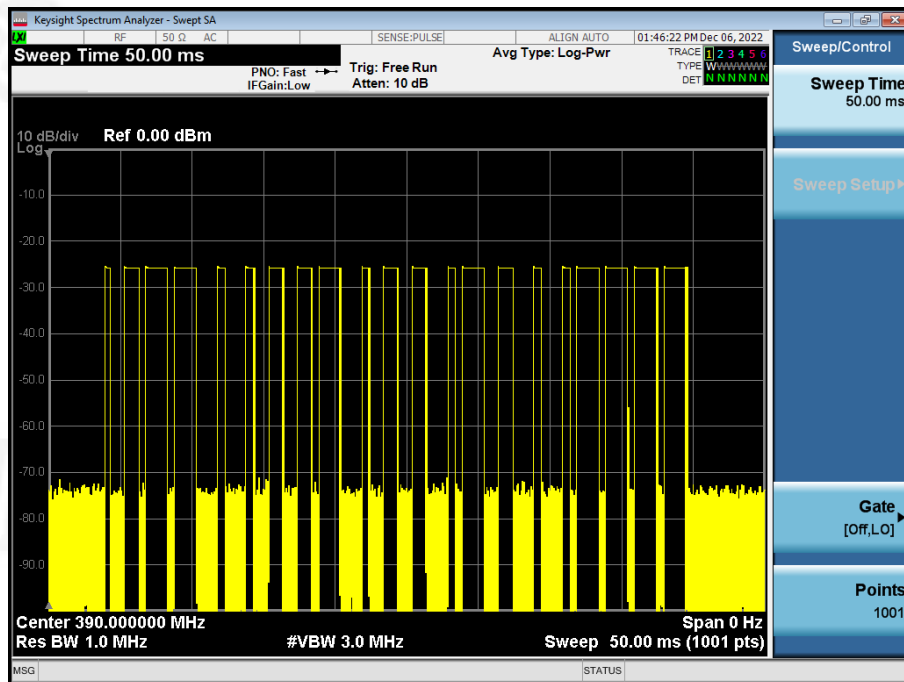 Keysight Spectrum Analyzer - Swept SA
LXI RF 50 Ω AC SENSE:PULSE ALIGN AUTO 01:46:22 PM Dec 06, 2022
Sweep Time 50.00 ms
PNO: Fast
IFGain:Low
Trig: Free Run
Atten: 10 dB
Avg Type: Log-Pwr
TRACE 1 2 3 4 5 6
TYPE WWWWWW
DET N N N N N N
10 dB/div Ref 0.00 dBm
Log
-10.0
-20.0
-30.0
-40.0
-50.0
-60.0
-70.0
-80.0
-90.0
Center 390.000000 MHz Span 0 Hz
Res BW 1.0 MHz #VBW 3.0 MHz Sweep 50.00 ms (1001 pts)
MSG STATUS
Sweep/Control
Sweep Time
50.00 ms
Sweep Setup
Gate
[Off,LO]
Points
1001